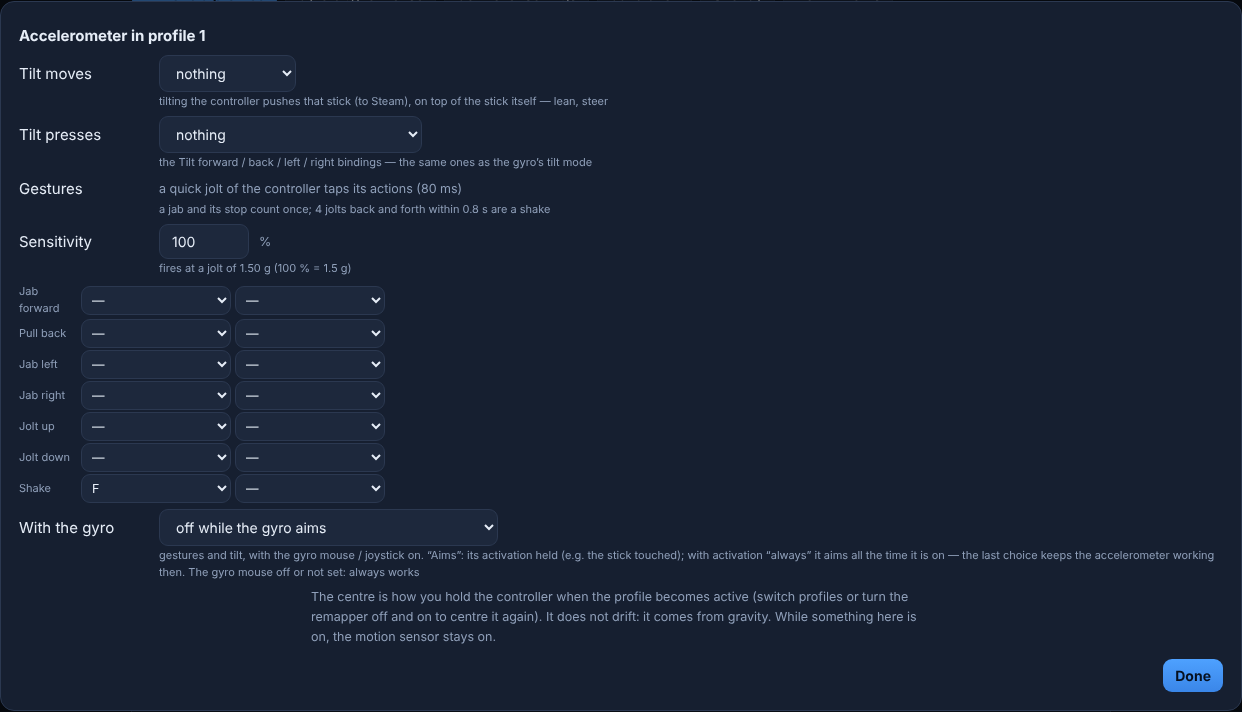 Accelerometer in profile 1
Tilt moves
nothing
tilting the controller pushes that stick (to Steam), on top of the stick itself — lean, steer
Tilt presses
nothing
the Tilt forward / back / left / right bindings — the same ones as the gyro's tilt mode
Gestures
a quick jolt of the controller taps its actions (80 ms)
a jab and its stop count once; 4 jolts back and forth within 0.8 s are a shake
Sensitivity
100 %
fires at a jolt of 1.50 g (100 % = 1.5 g)
Jab
forward
— —
Pull back — —
Jab left — —
Jab right — —
Jolt up — —
Jolt down — —
Shake F —
With the gyro
off while the gyro aims
gestures and tilt, with the gyro mouse / joystick on. “Aims”: its activation held (e.g. the stick touched); with activation “always” it aims all the time it is on — the last choice keeps the accelerometer working
then. The gyro mouse off or not set: always works
The centre is how you hold the controller when the profile becomes active (switch profiles or turn the
remapper off and on to centre it again). It does not drift: it comes from gravity. While something here is
on, the motion sensor stays on.
Done